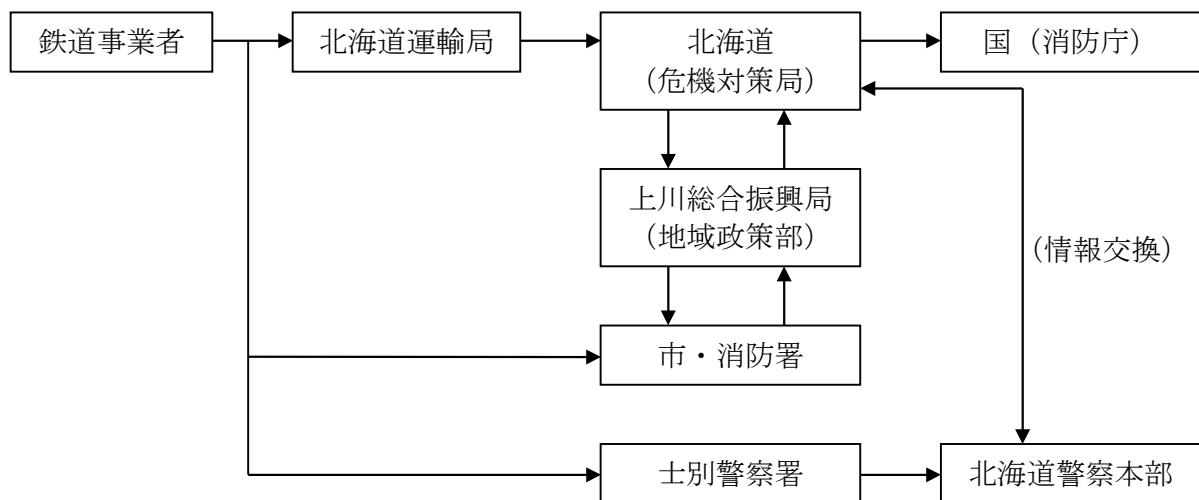 鉄道事業者
北海道運輸局
北海道
(危機対策局)
国(消防庁)
上川総合振興局
(地域政策部)
(情報交換)
市・消防署
士別警察署
北海道警察本部